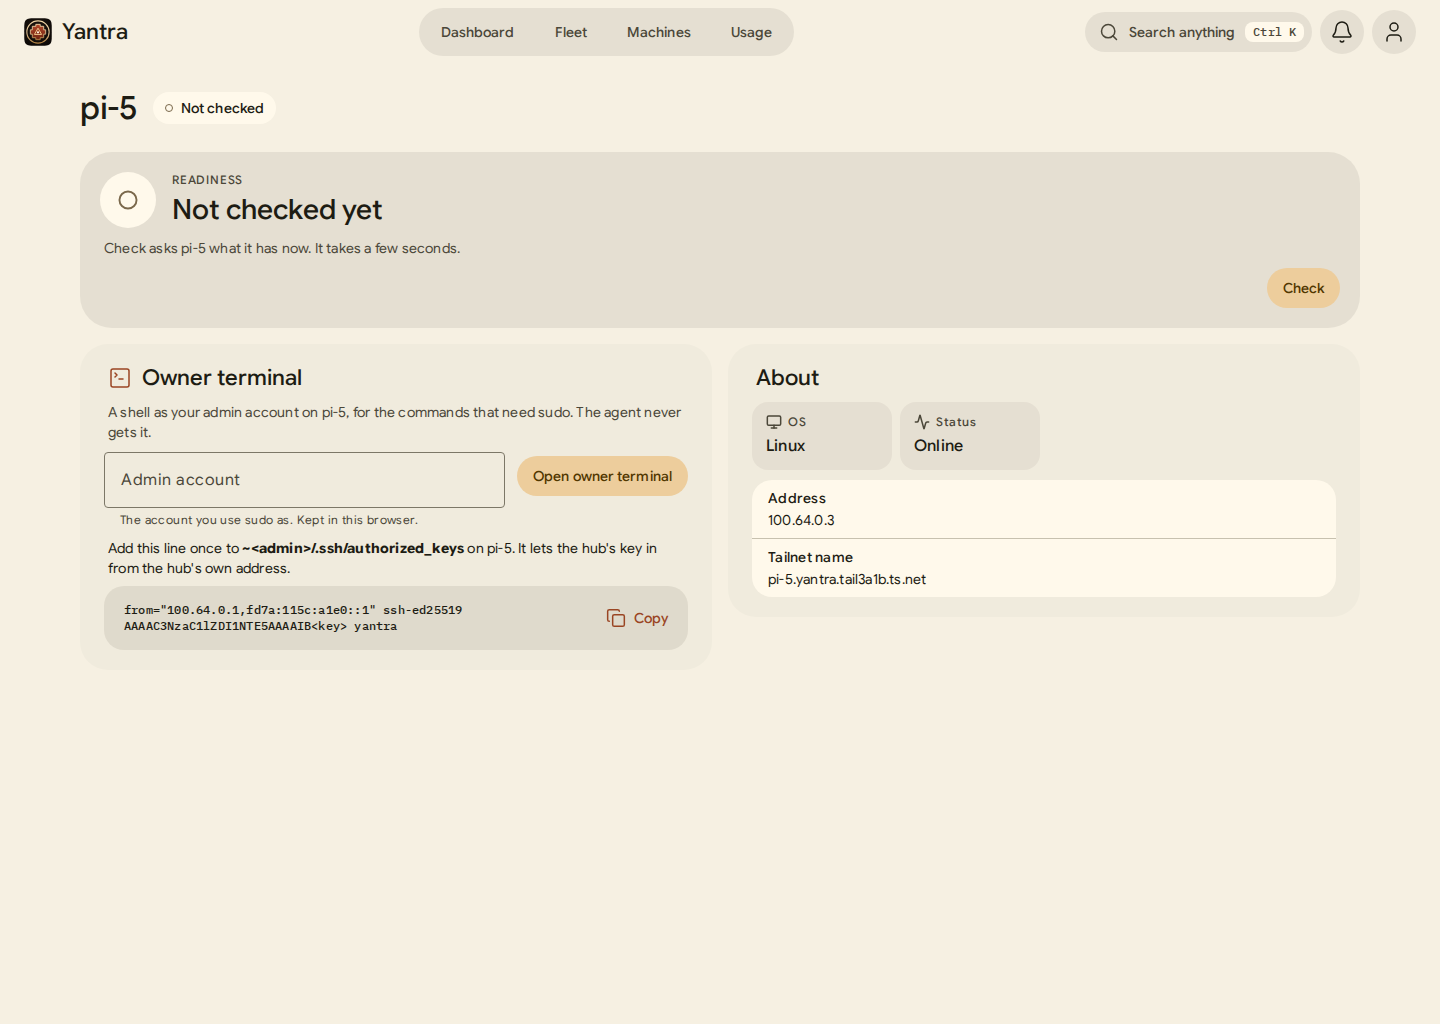 Yantra
Dashboard
Fleet
Machines
Usage
Search anything
Ctrl K
pi-5
Not checked
READINESS
Not checked yet
Check asks pi-5 what it has now. It takes a few seconds.
Check
Owner terminal
A shell as your admin account on pi-5, for the commands that need sudo. The agent never
gets it.
Admin account
Open owner terminal
The account you use sudo as. Kept in this browser.
Add this line once to ~<admin>/.ssh/authorized_keys on pi-5. It lets the hub's key in
from the hub's own address.
from="100.64.0.1,fd7a:115c:a1e0::1" ssh-ed25519
AAAAC3NzaC1lZDI1NTE5AAAAIB<key> yantra
Copy
About
OS
Linux
Status
Online
Address
100.64.0.3
Tailnet name
pi-5.yantra.tail3a1b.ts.net